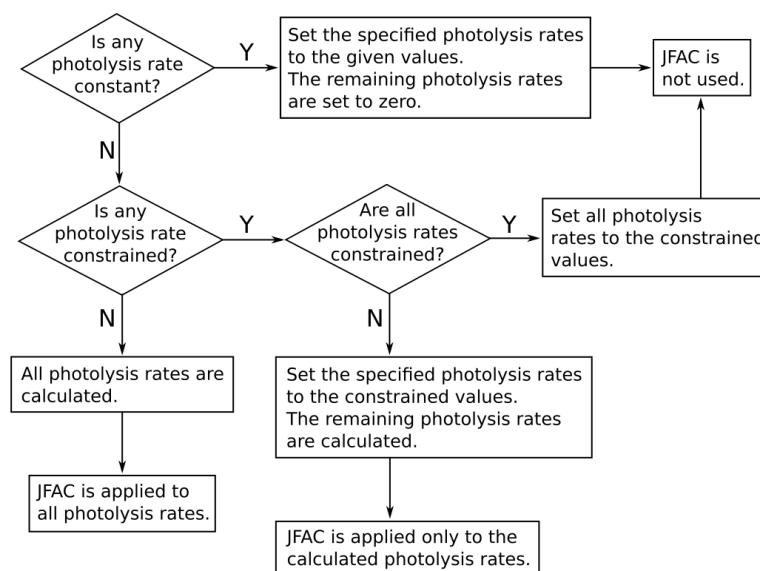 Is any
photolysis rate
constant?
Y
Set the specified photolysis rates
to the given values.
The remaining photolysis rates
are set to zero.
JFAC is
not used.
N
Is any
photolysis rate
constrained?
Y
Are all
photolysis rates
constrained?
Y
Set all photolysis
rates to the constrained
values.
N
N
All photolysis rates are
calculated.
Set the specified photolysis rates
to the constrained values.
The remaining photolysis rates
are calculated.
JFAC is applied to
all photolysis rates.
JFAC is applied only to the
calculated photolysis rates.